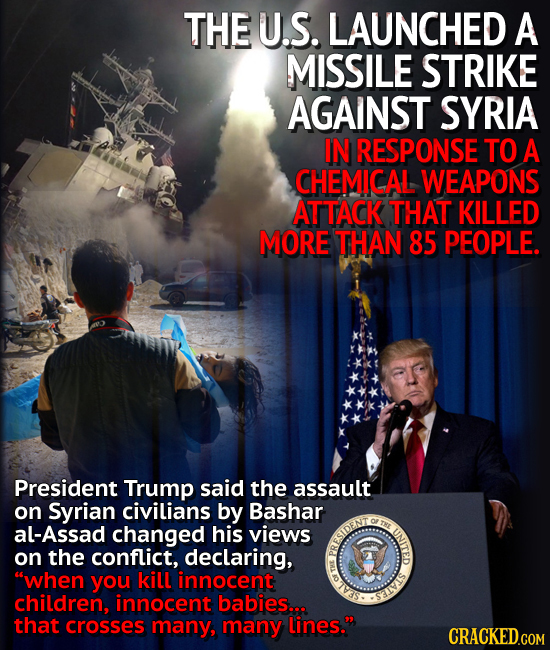 THE U.S. LAUNCHED A
MISSILE STRIKE
AGAINST SYRIA
IN RESPONSE TO A
CHEMICAL WEAPONS
ATTACK THAT KILLED
MORE THAN 85 PEOPLE.
President Trump said the assault
on Syrian civilians by Bashar
al-Assad changed his views
on the conflict, declaring,
"when you kill innocent
children, innocent babies...
that crosses many, many lines."
SEAL OF THE PRESIDENT OF THE UNITED STATES
CRACKED.COM